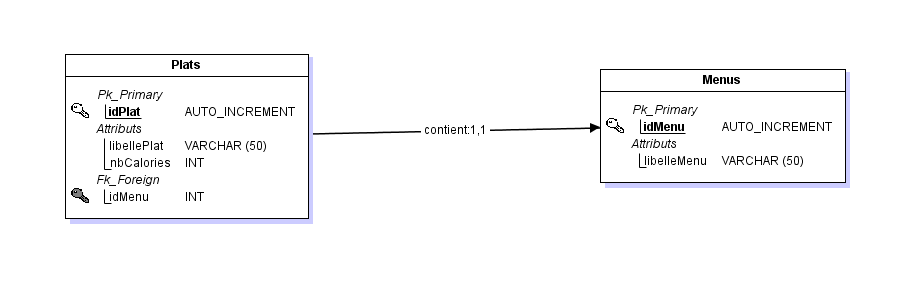 Plats
Pk_Primary
idPlat AUTO_INCREMENT
Attributs
libellePlat VARCHAR (50)
nbCalories INT
Fk_Foreign
idMenu INT
contient:1,1
Menus
Pk_Primary
idMenu AUTO_INCREMENT
Attributs
libelleMenu VARCHAR (50)